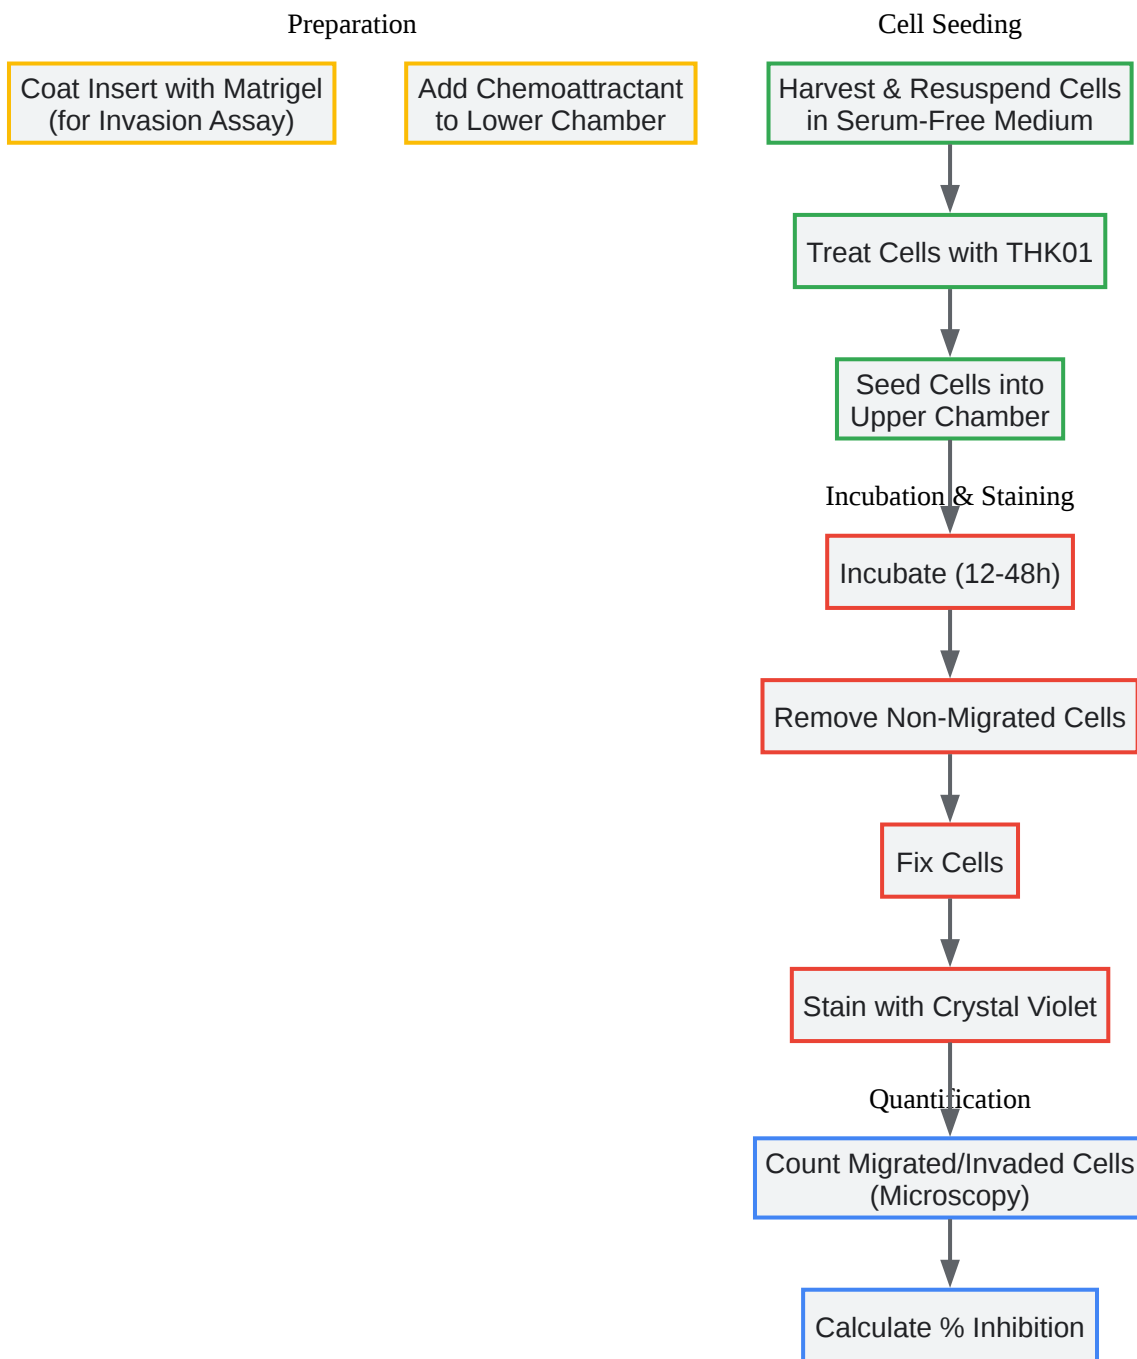 Preparation
Coat Insert with Matrigel
(for Invasion Assay)
Add Chemoattractant
to Lower Chamber
Cell Seeding
Harvest & Resuspend Cells
in Serum-Free Medium
Treat Cells with THK01
Seed Cells into
Upper Chamber
Incubation & Staining
Incubate (12-48h)
Remove Non-Migrated Cells
Fix Cells
Stain with Crystal Violet
Quantification
Count Migrated/Invaded Cells
(Microscopy)
Calculate % Inhibition